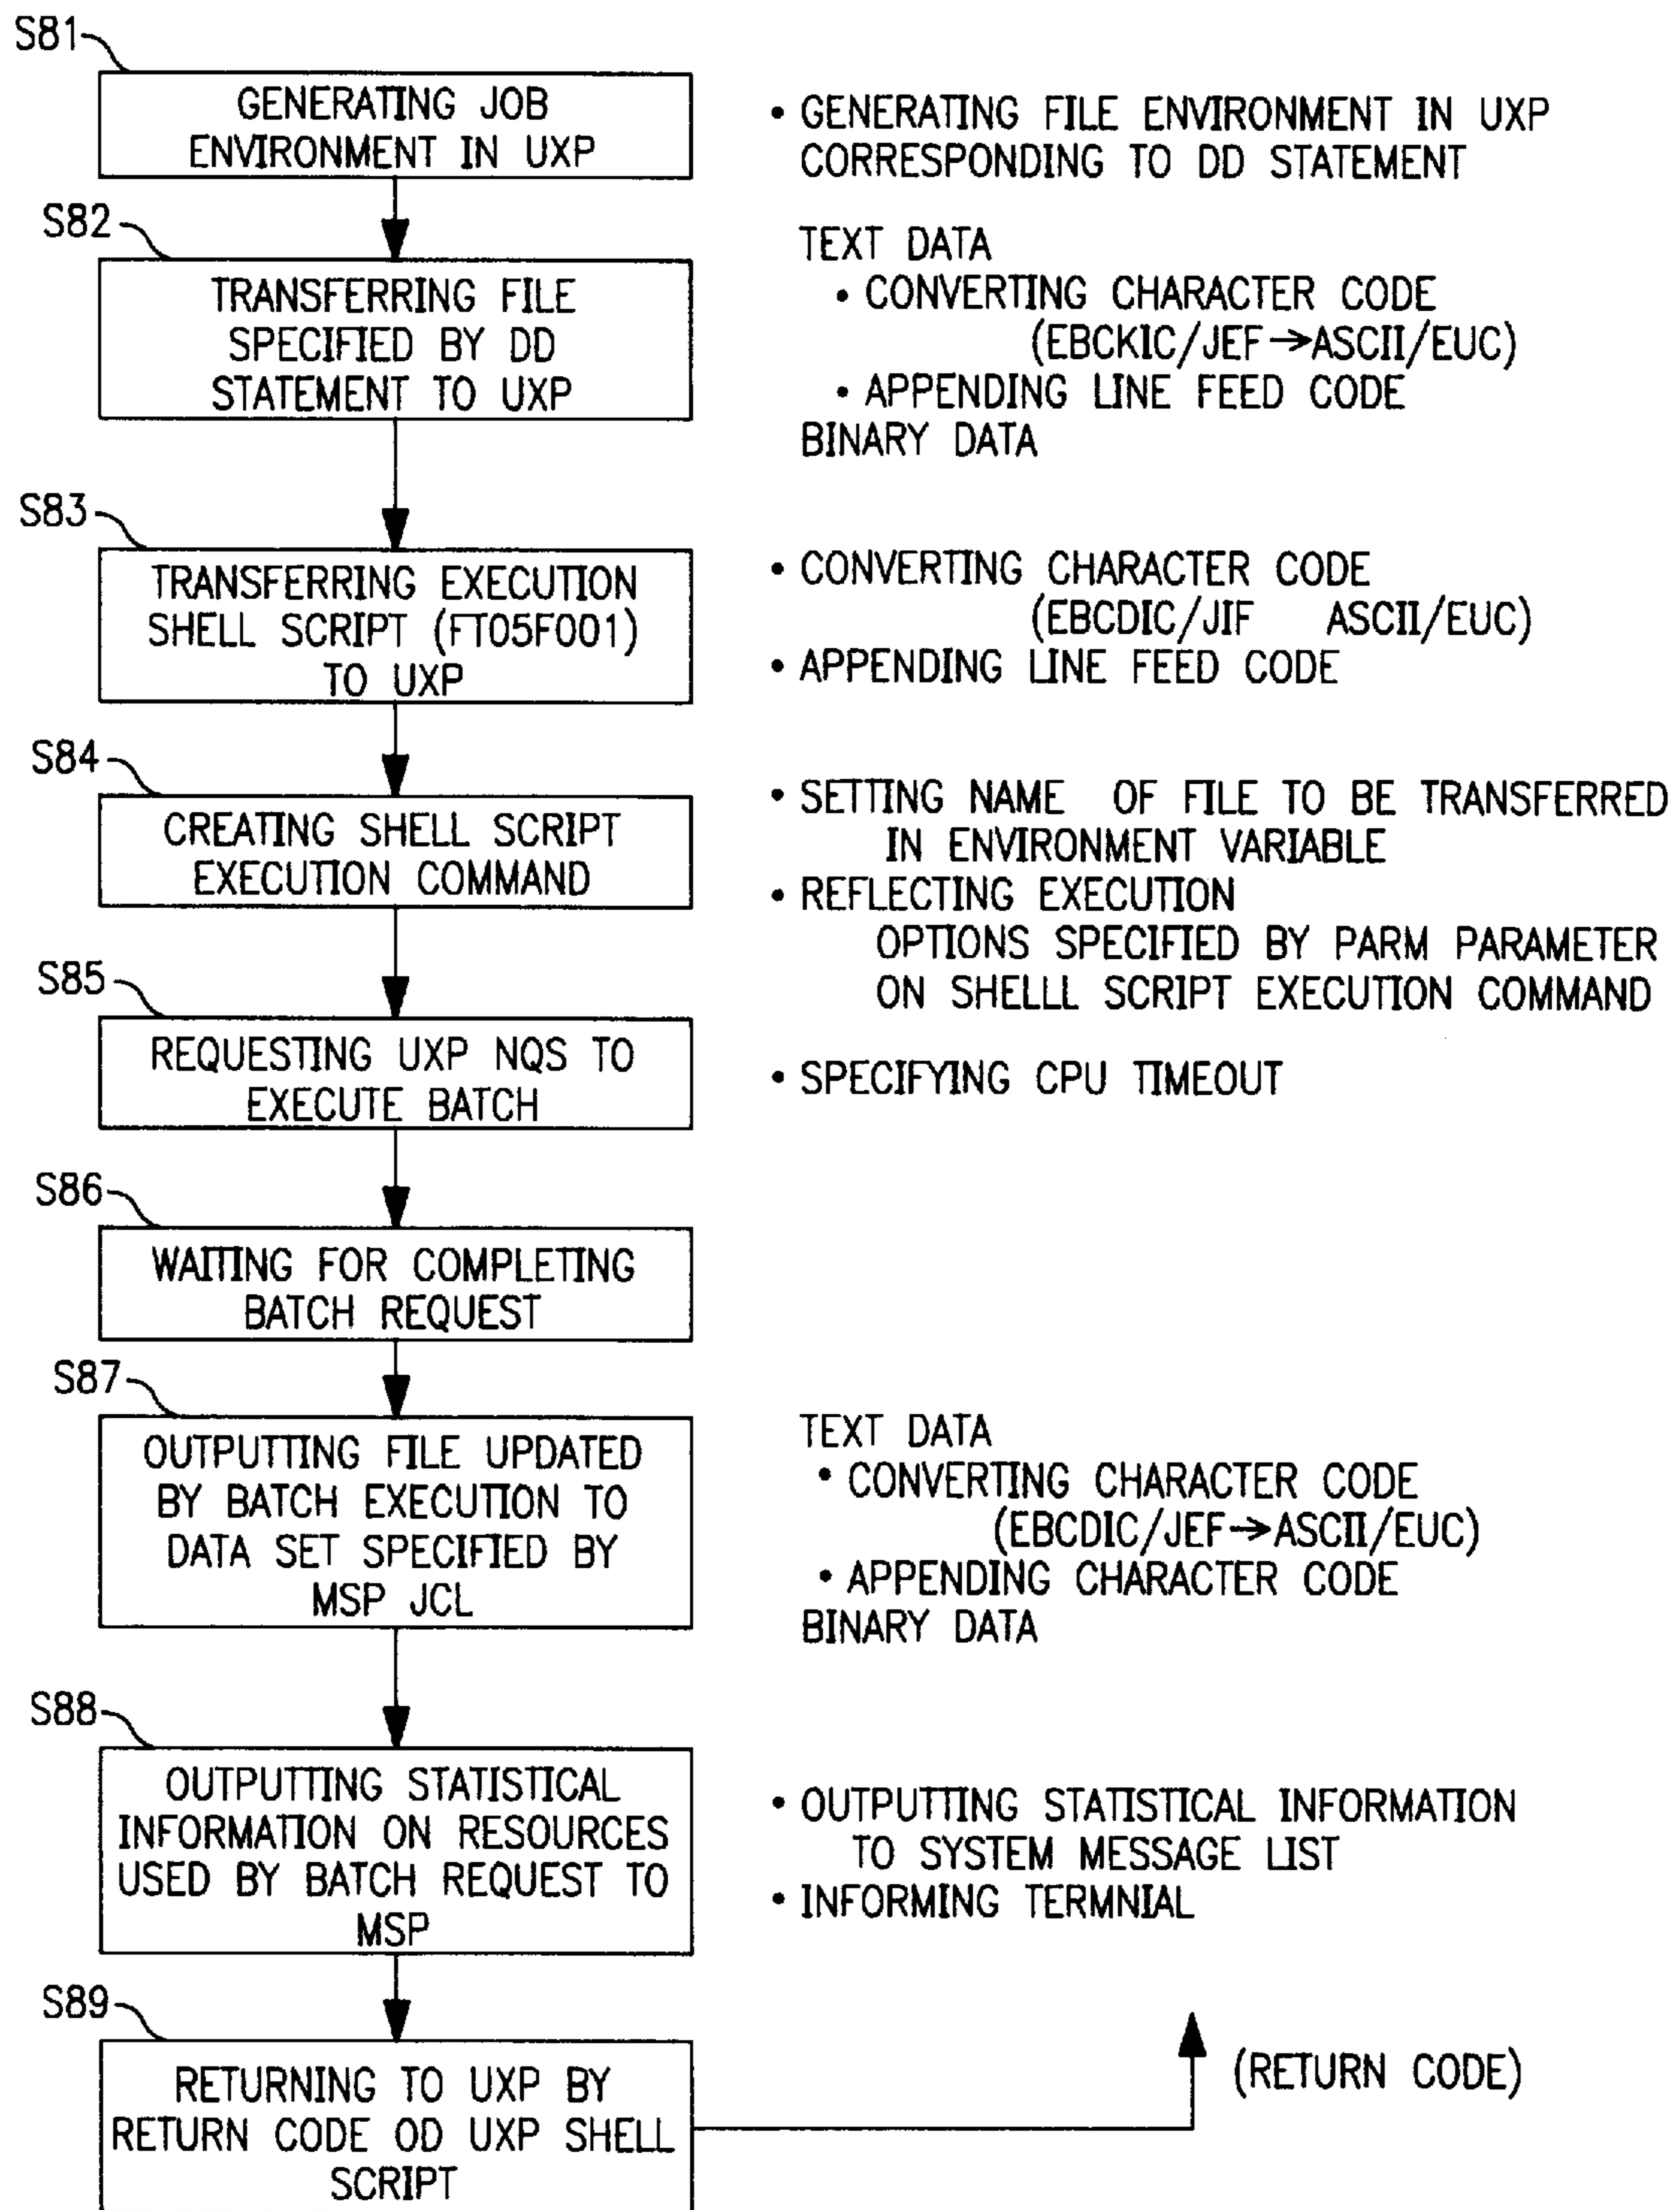 S81
GENERATING JOB
ENVIRONMENT IN UXP
• GENERATING FILE ENVIRONMENT IN UXP
CORRESPONDING TO DD STATEMENT
S82
TRANSFERRING FILE
SPECIFIED BY DD
STATEMENT TO UXP
TEXT DATA
• CONVERTING CHARACTER CODE
(EBCKIC/JEF→ASCII/EUC)
• APPENDING LINE FEED CODE
BINARY DATA
S83
TRANSFERRING EXECUTION
SHELL SCRIPT (FT05F001)
TO UXP
• CONVERTING CHARACTER CODE
(EBCDIC/JIF ASCII/EUC)
• APPENDING LINE FEED CODE
S84
CREATING SHELL SCRIPT
EXECUTION COMMAND
• SETTING NAME OF FILE TO BE TRANSFERRED
IN ENVIRONMENT VARIABLE
• REFLECTING EXECUTION
OPTIONS SPECIFIED BY PARM PARAMETER
ON SHELLL SCRIPT EXECUTION COMMAND
S85
REQUESTING UXP NQS TO
EXECUTE BATCH
• SPECIFYING CPU TIMEOUT
S86
WAITING FOR COMPLETING
BATCH REQUEST
S87
OUTPUTTING FILE UPDATED
BY BATCH EXECUTION TO
DATA SET SPECIFIED BY
MSP JCL
TEXT DATA
• CONVERTING CHARACTER CODE
(EBCDIC/JEF→ASCII/EUC)
• APPENDING CHARACTER CODE
BINARY DATA
S88
OUTPUTTING STATISTICAL
INFORMATION ON RESOURCES
USED BY BATCH REQUEST TO
MSP
• OUTPUTTING STATISTICAL INFORMATION
TO SYSTEM MESSAGE LIST
• INFORMING TERMNIAL
S89
RETURNING TO UXP BY
RETURN CODE OD UXP SHELL
SCRIPT
(RETURN CODE)